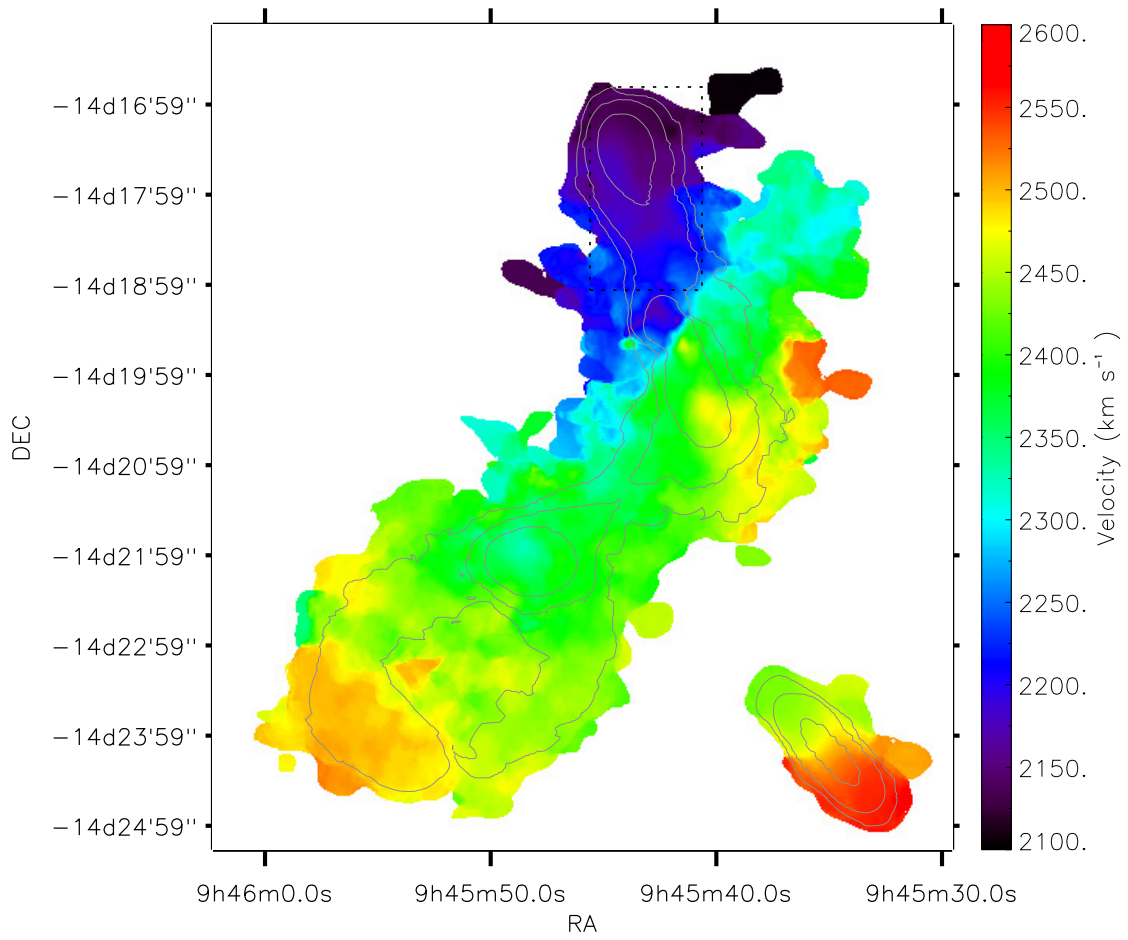 -14d16'59"
-14d17'59"
-14d18'59"
-14d19'59"
-14d20'59"
-14d21'59"
-14d22'59"
-14d23'59"
-14d24'59"
DEC
9h46m0.0s
9h45m50.0s
9h45m40.0s
9h45m30.0s
RA
2600.
2550.
2500.
2450.
2400.
2350.
2300.
2250.
2200.
2150.
2100.
Velocity (km s⁻¹ )